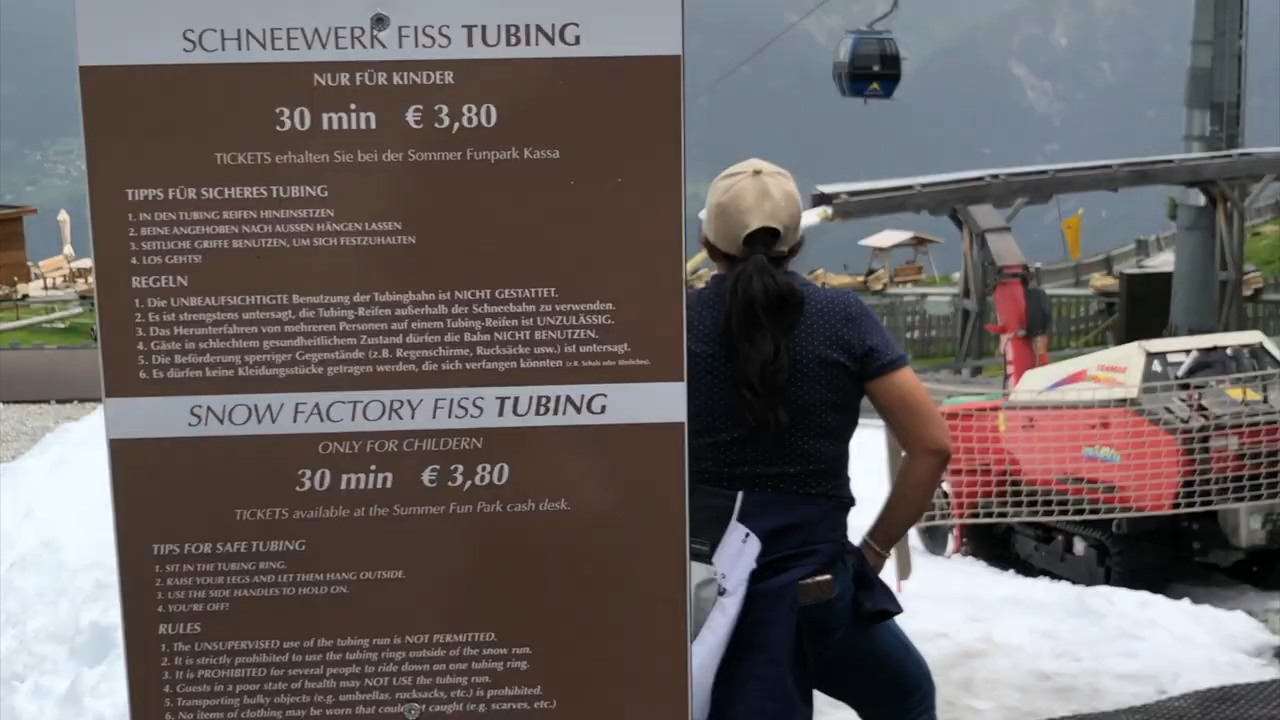 SCHNEEWERK FISS TUBING
NUR FÜR KINDER
30 min € 3,80
TICKETS erhalten Sie bei der Sommer Funpark Kassa
TIPPS FÜR SICHERES TUBING
1. IN DEN TUBING REIFEN HINEINSETZEN
2. BEINE ANGEHOBEN NACH AUSSEN HÄNGEN LASSEN
3. SEITLICHE GRIFFE BENUTZEN, UM SICH FESTZUHALTEN
4. LOS GEHTS!
REGELN
1. Die UNBEAUFSICHTIGTE Benutzung der Tubingbahn ist NICHT GESTATTET.
2. Es ist strengstens untersagt, die Tubing-Reifen außerhalb der Schneebahn zu verwenden.
3. Das Herunterfahren von mehreren Personen auf einem Tubing-Reifen ist UNZULÄSSIG.
4. Gäste in schlechtem gesundheitlichem Zustand dürfen die Bahn NICHT BENUTZEN.
5. Die Beförderung sperriger Gegenstände (z.B. Regenschirme, Rucksäcke usw.) ist untersagt.
6. Es dürfen keine Kleidungsstücke getragen werden, die sich verfangen könnten (z.B. Schals oder ähnliches).
SNOW FACTORY FISS TUBING
ONLY FOR CHILDERN
30 min € 3,80
TICKETS available at the Summer Fun Park cash desk.
TIPS FOR SAFE TUBING
1. SIT IN THE TUBING RING.
2. RAISE YOUR LEGS AND LET THEM HANG OUTSIDE.
3. USE THE SIDE HANDLES TO HOLD ON.
4. YOU'RE OFF!
RULES
1. The UNSUPERVISED use of the tubing run is NOT PERMITTED.
2. It is strictly prohibited to use the tubing rings outside of the snow run.
3. It is PROHIBITED for several people to ride down on one tubing ring.
4. Guests in a poor state of health may NOT USE the tubing run.
5. Transporting bulky objects (e.g. umbrellas, rucksacks, etc.) is prohibited.
6. No items of clothing may be worn that could get caught (e.g. scarves, etc.)
4